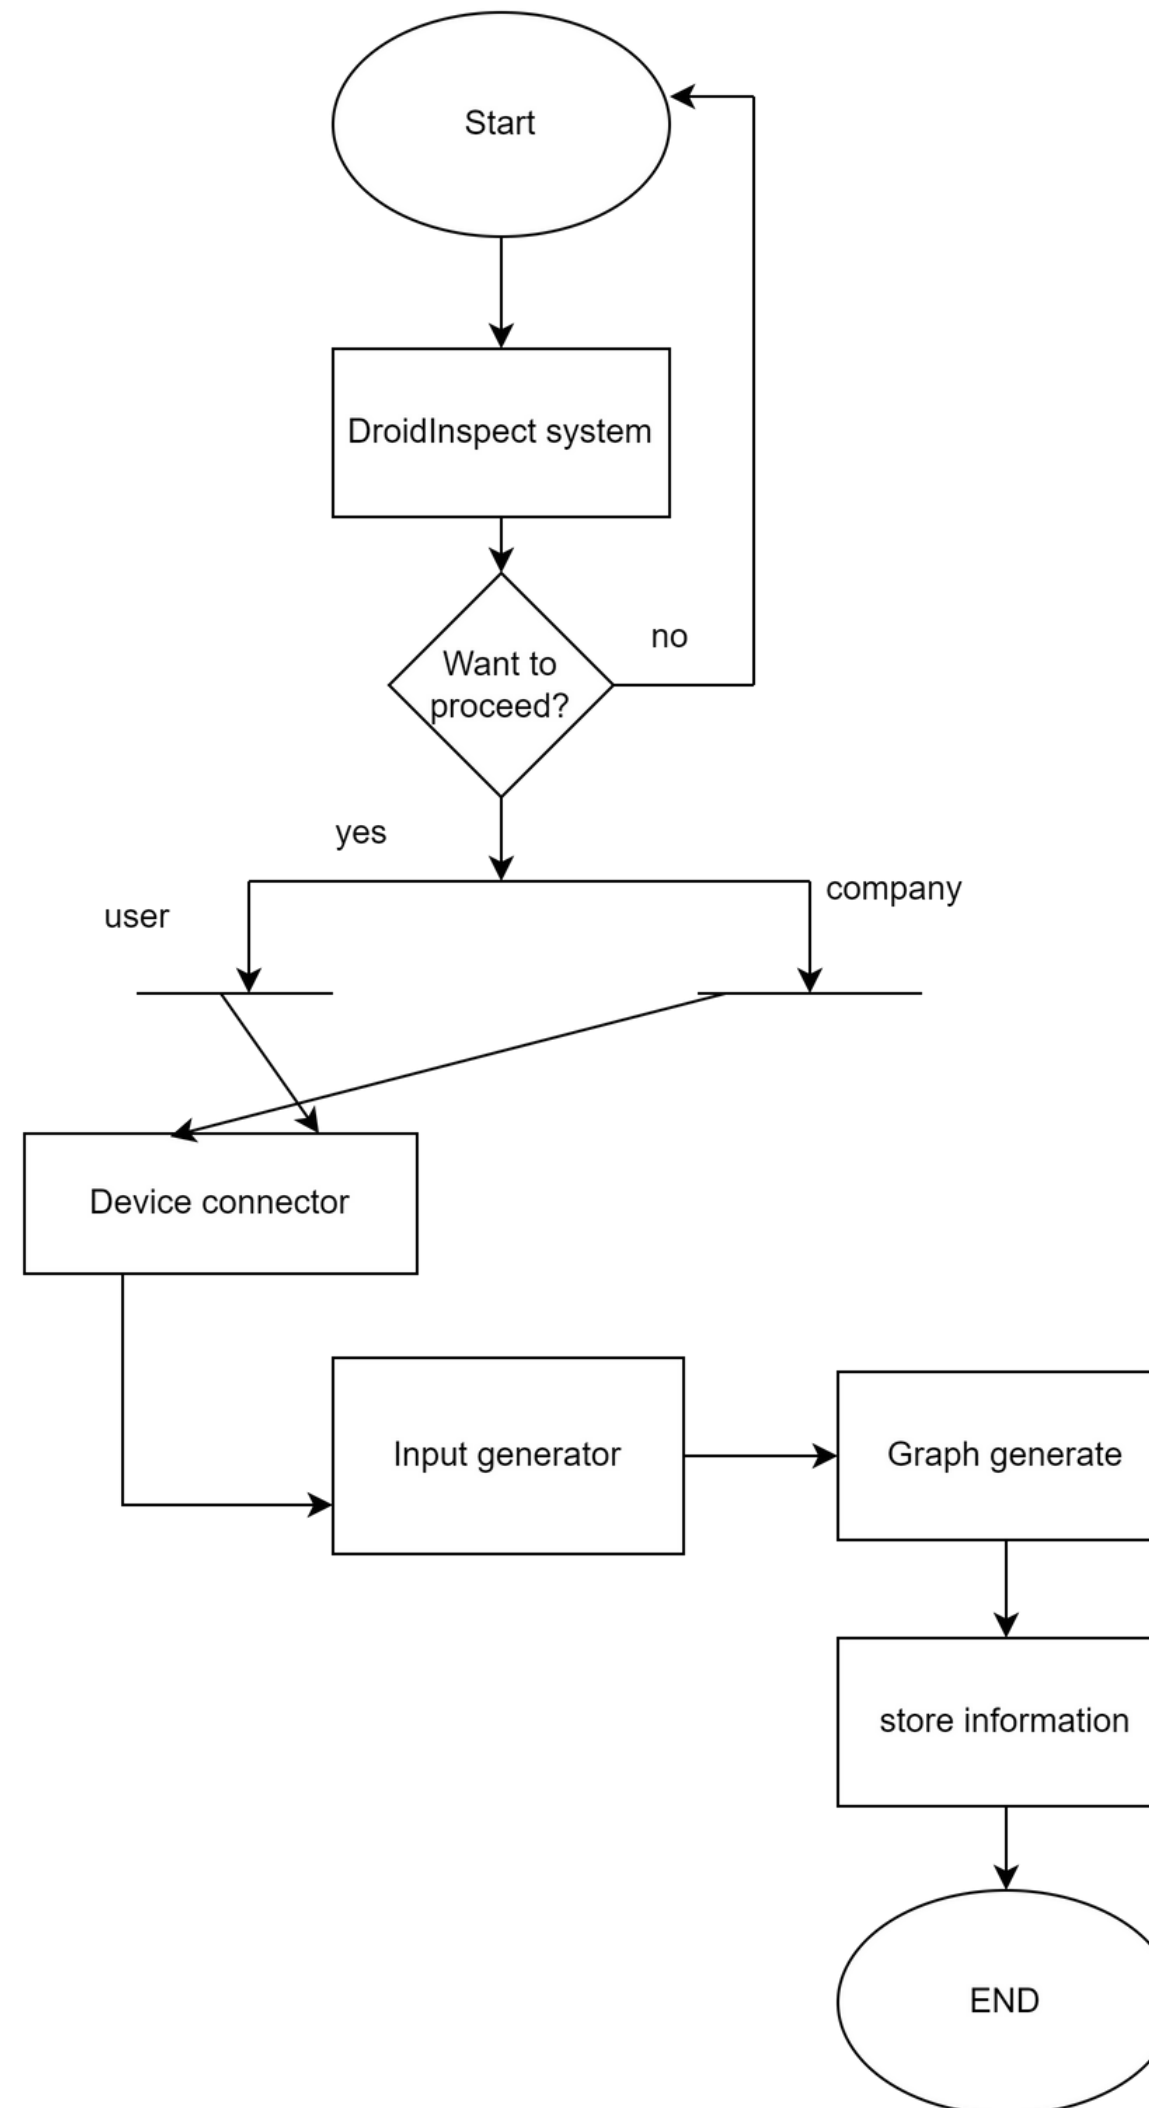 Start
DroidInspect system
Want to
proceed?
no
yes
user
company
Device connector
Input generator
Graph generate
store information
END